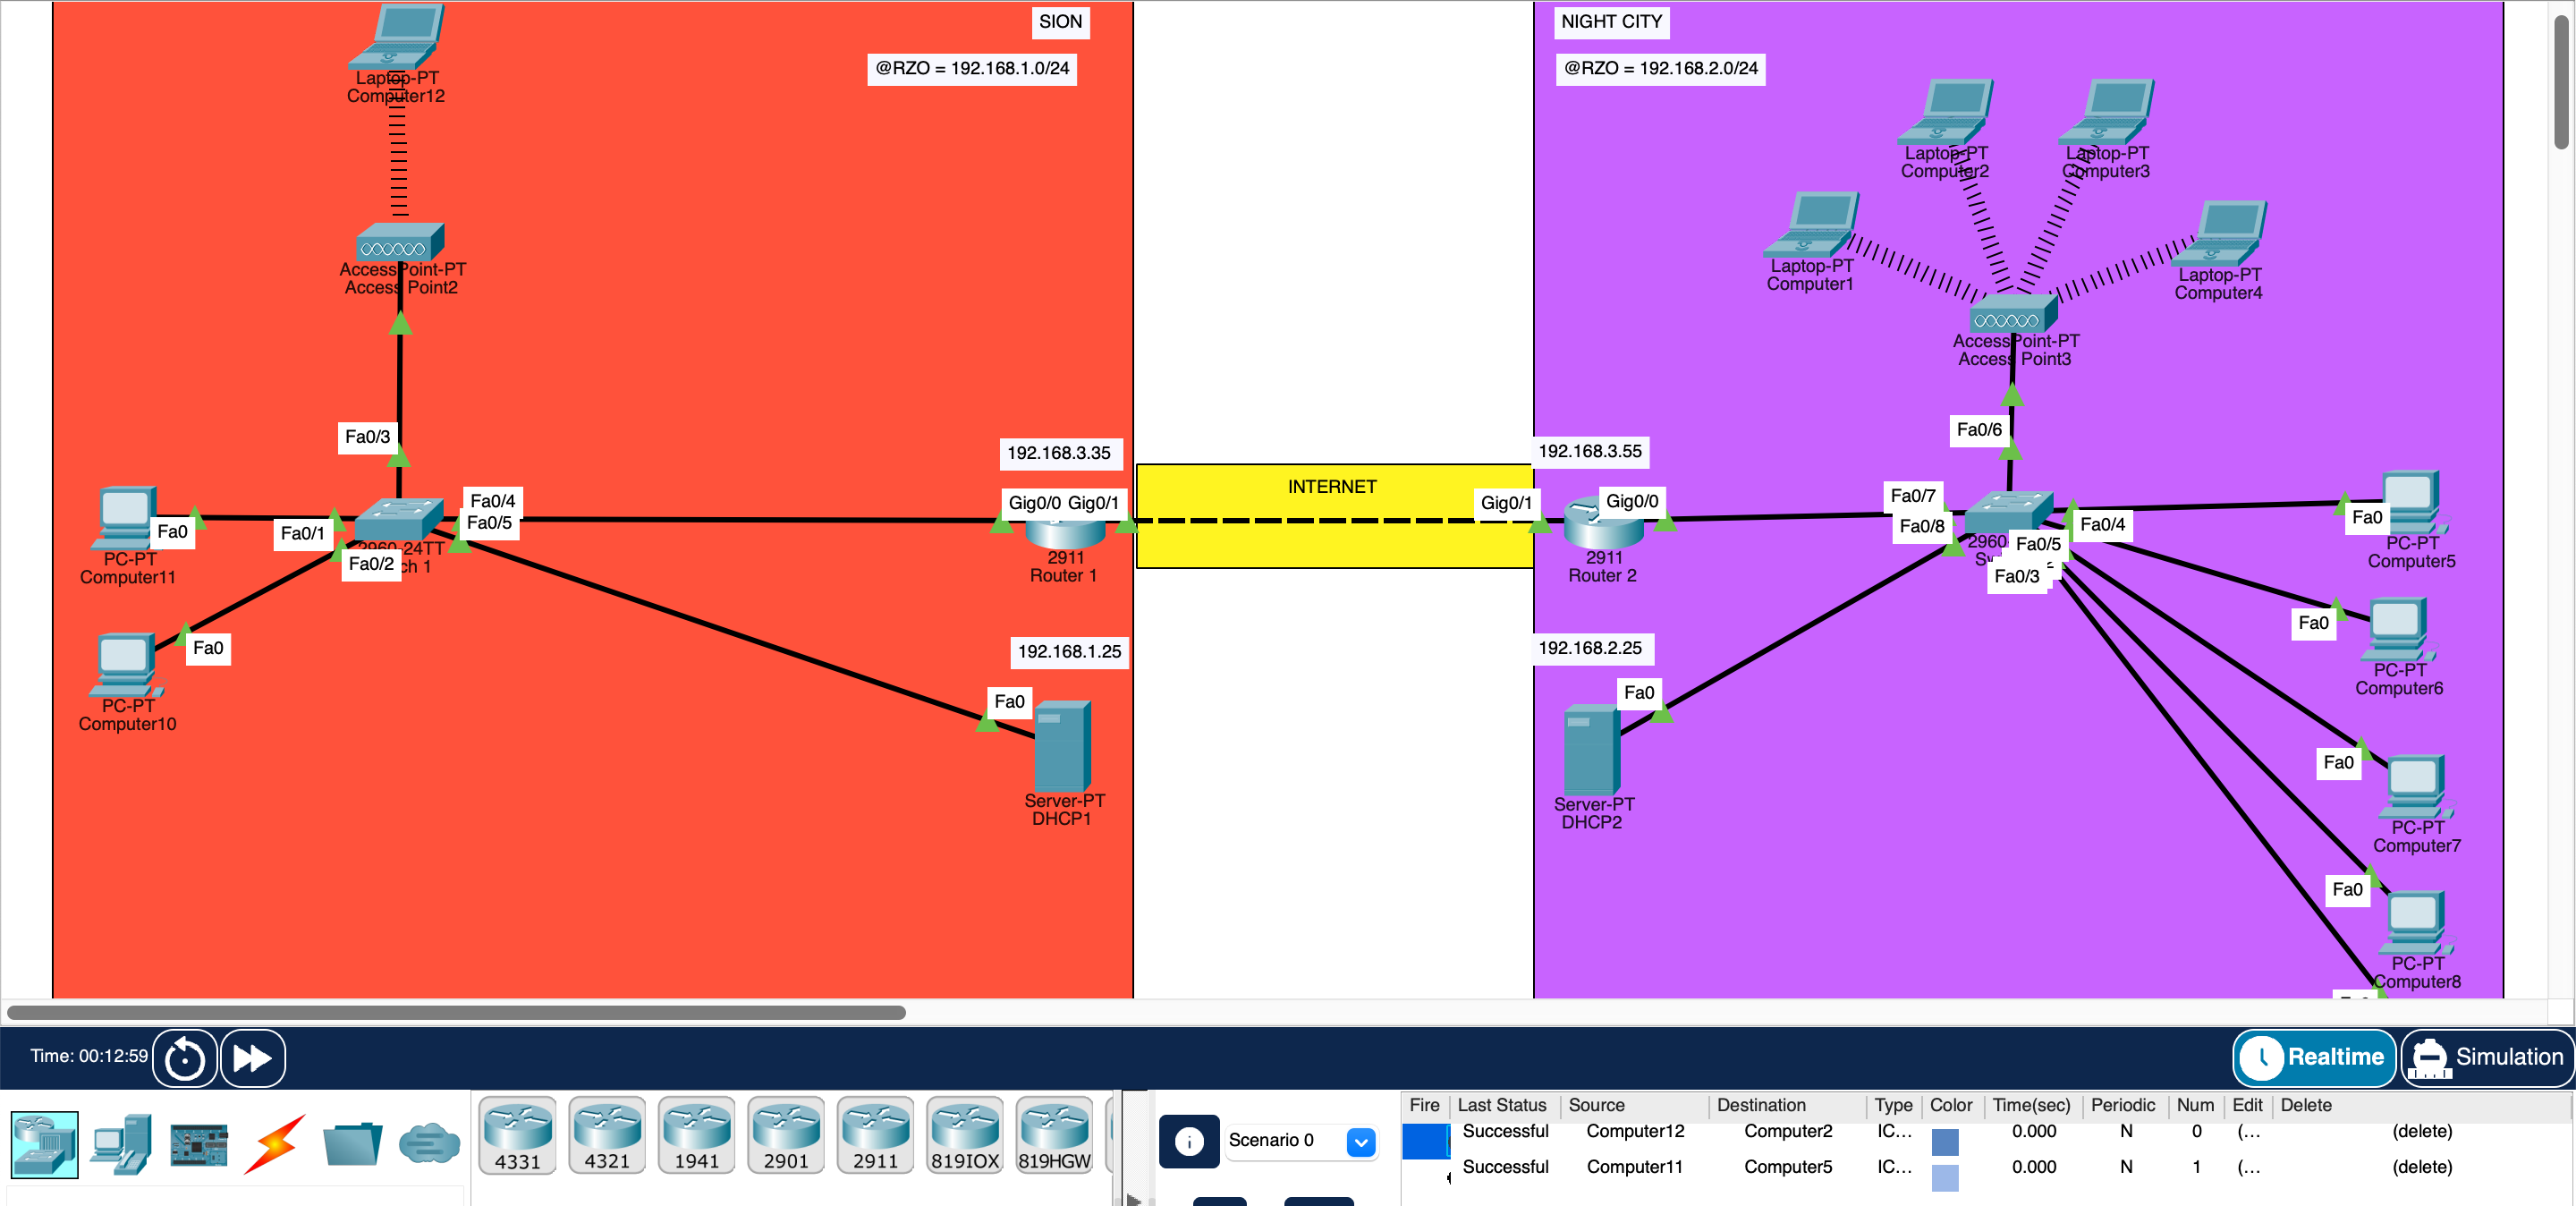 SION
@RZO = 192.168.1.0/24
Laptop-PT
Computer12
AccessPoint-PT
Access Point2
Fa0/3
Fa0/4
Fa0/5
Fa0/1
Fa0/2
Fa0
PC-PT
Computer11
2960-24TT
ch 1
Fa0
PC-PT
Computer10
192.168.3.35
Gig0/0 Gig0/1
2911
Router 1
192.168.1.25
Fa0
Server-PT
DHCP1
INTERNET
NIGHT CITY
@RZO = 192.168.2.0/24
Laptop-PT
Computer2
Laptop-PT
Computer3
Laptop-PT
Computer1
Laptop-PT
Computer4
AccessPoint-PT
Access Point3
192.168.3.55
Gig0/1
Gig0/0
2911
Router 2
Fa0/6
Fa0/7
Fa0/8
Fa0/4
2960
Fa0/5
Fa0/3
192.168.2.25
Fa0
Server-PT
DHCP2
Fa0
PC-PT
Computer5
Fa0
PC-PT
Computer6
Fa0
PC-PT
Computer7
Fa0
PC-PT
Computer8
Time: 00:12:59
Realtime
Simulation
4331
4321
1941
2901
2911
819IOX
819HGW
Scenario 0
Fire Last Status Source Destination Type Color Time(sec) Periodic Num Edit Delete
Successful Computer12 Computer2 IC... 0.000 N 0 (... (delete)
Successful Computer11 Computer5 IC... 0.000 N 1 (... (delete)